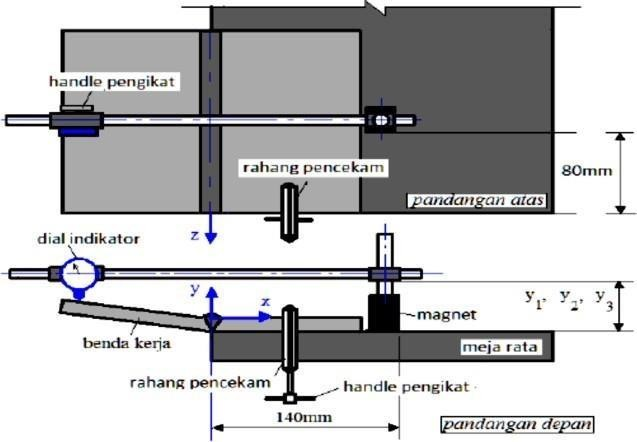 handle pengikat
rahang pencekam
80mm
pandangan atas
z
dial indikator
y
x
y1, y2, y3
magnet
benda kerja
meja rata
rahang pencekam
handle pengikat
140mm
pandangan depan